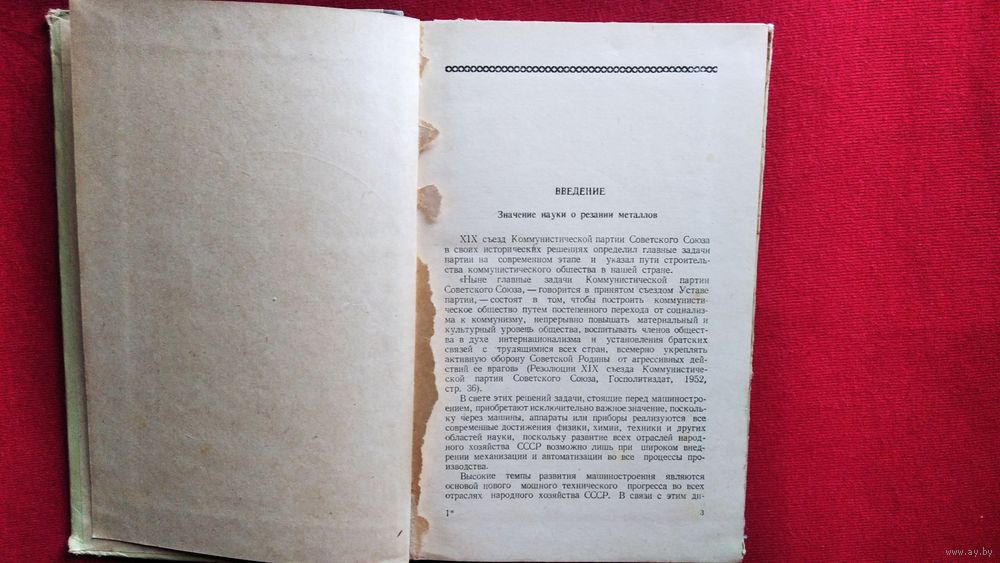 ВВЕДЕНИЕ
Значение науки о резании металлов
XIX съезд Коммунистической партии Советского Союза
в своих исторических решениях определил главные задачи
партии на современном этапе и указал пути строитель-
ства коммунистического общества в нашей стране.
«Ныне главные задачи Коммунистической партии
Советского Союза, — говорится в принятом съездом Уставе
партии, — состоят в том, чтобы построить коммунисти-
ческое общество путем постепенного перехода от социализ-
ма к коммунизму, непрерывно повышать материальный и
культурный уровень общества, воспитывать членов общест-
ва в духе интернационализма и установления братских
связей с трудящимися всех стран, всемерно укреплять
активную оборону Советской Родины от агрессивных дей-
ствий ее врагов» (Резолюции XIX съезда Коммунистиче-
ской партии Советского Союза, Госполитиздат, 1952,
стр. 36).
В свете этих решений задачи, стоящие перед машиностро-
ением, приобретают исключительно важное значение, посколь-
ку через машины, аппараты или приборы реализуются все
современные достижения физики, химии, техники и других
областей науки, поскольку развитие всех отраслей народ-
ного хозяйства СССР возможно лишь при широком внед-
рении механизации и автоматизации во все процессы про-
изводства.
Высокие темпы развития машиностроения являются
основой нового мощного технического прогресса во всех
отраслях народного хозяйства СССР. В связи с этим ди-
1* 3
www.ay.by